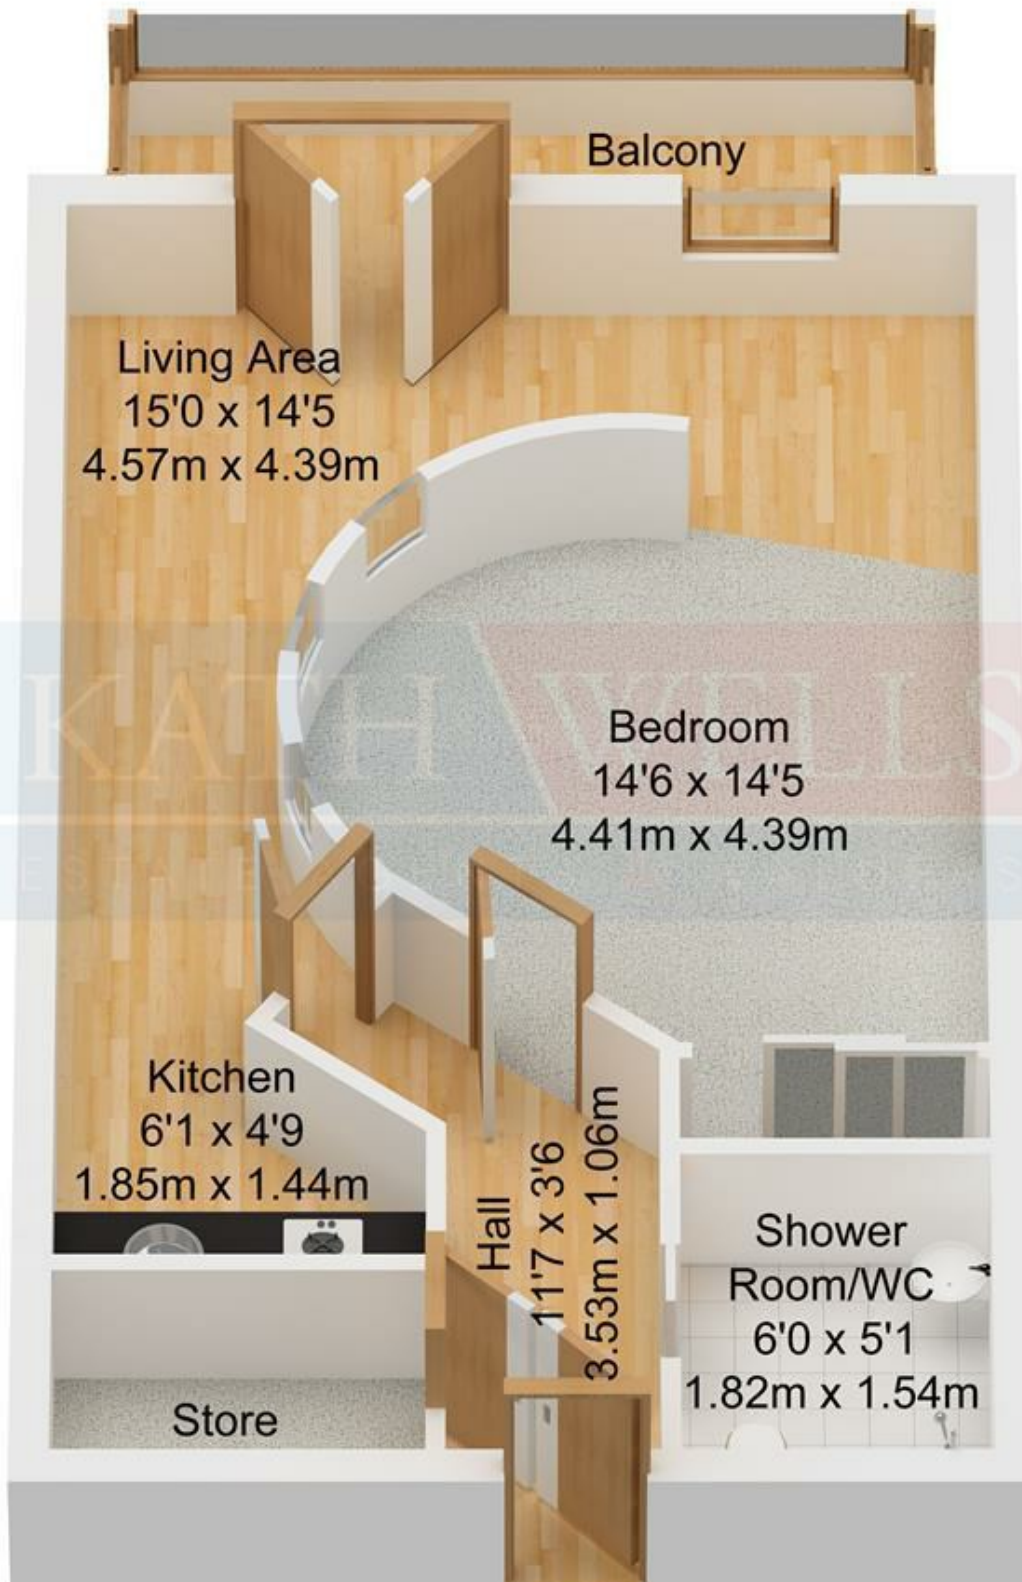 Balcony
Living Area
15'0 x 14'5
4.57m x 4.39m
KATH WELLS
Bedroom
14'6 x 14'5
4.41m x 4.39m
Kitchen
6'1 x 4'9
1.85m x 1.44m
Hall
11'7 x 3'6
3.53m x 1.06m
Shower
Room/WC
6'0 x 5'1
1.82m x 1.54m
Store